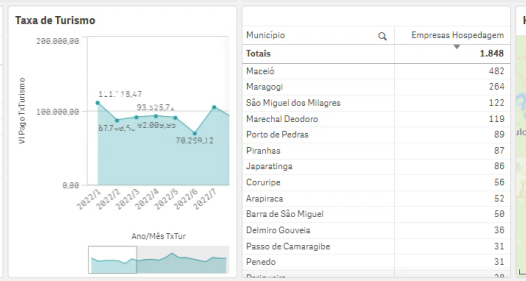 Taxa de Turismo
200.000,00
100.000,00
0,00
Vl Pago TxTurismo
93.525,74
92.009,95
70.259,12
2022/1
2022/2
2022/3
2022/4
2022/5
2022/6
2022/7
Ano/Mês TxTur
Município Empresas Hospedagem
Totais 1.848
Maceió 482
Maragogi 264
São Miguel dos Milagres 122
Marechal Deodoro 119
Porto de Pedras 89
Piranhas 87
Japaratinga 86
Coruripe 56
Arapiraca 52
Barra de São Miguel 50
Delmiro Gouveia 36
Passo de Camaragibe 31
Penedo 31